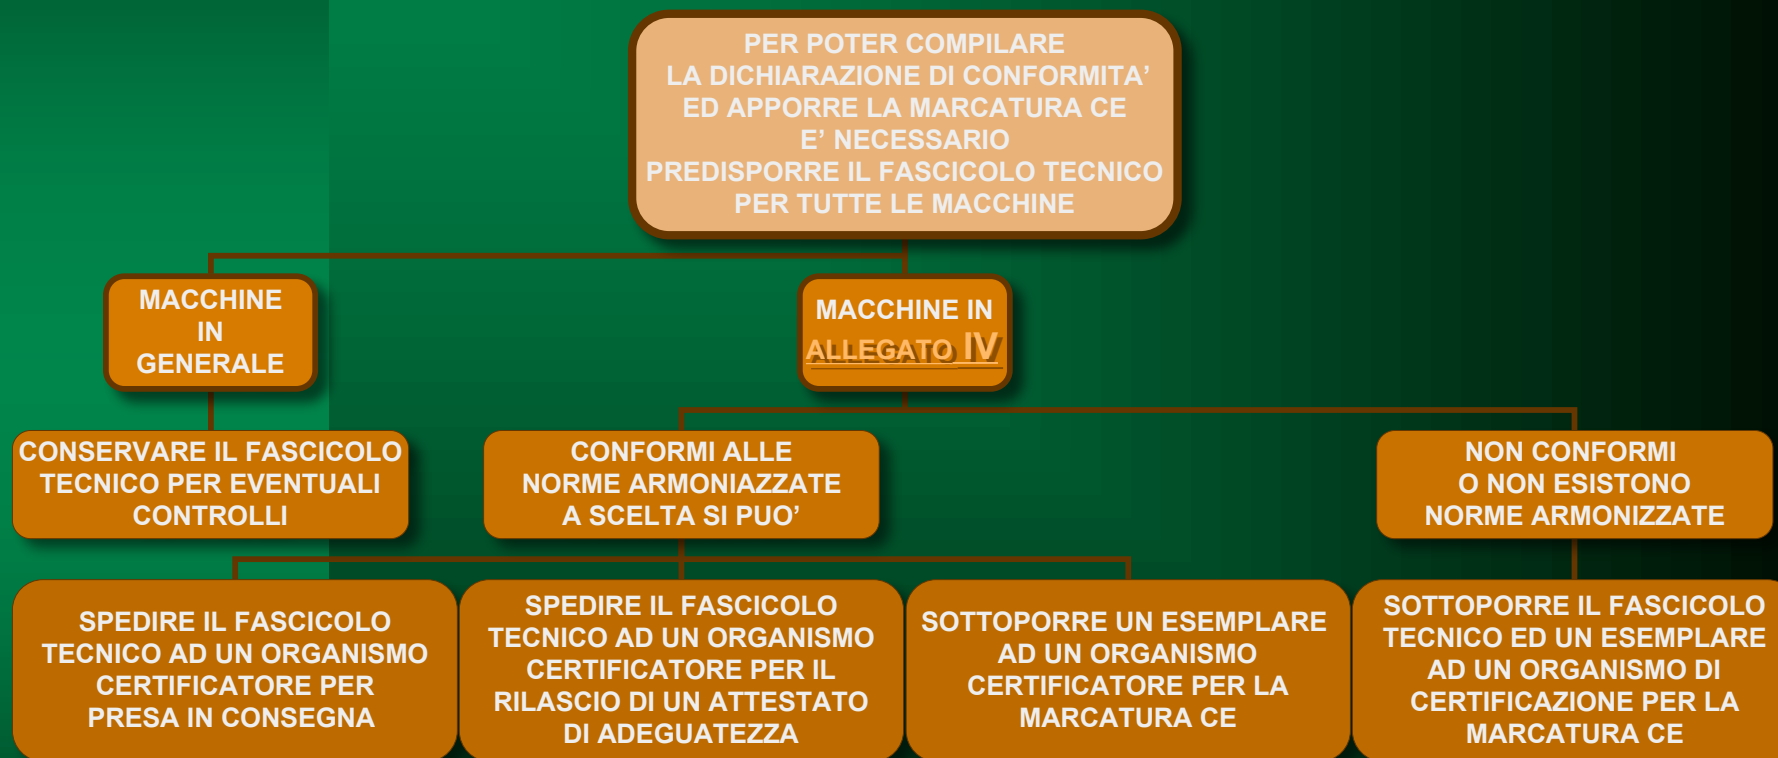 PER POTER COMPILARE
LA DICHIARAZIONE DI CONFORMITA’
ED APPORRE LA MARCATURA CE
E’ NECESSARIO
PREDISPORRE IL FASCICOLO TECNICO
PER TUTTE LE MACCHINE
MACCHINE
IN
GENERALE
MACCHINE IN
ALLEGATO IV
CONSERVARE IL FASCICOLO
TECNICO PER EVENTUALI
CONTROLLI
CONFORMI ALLE
NORME ARMONIAZZATE
A SCELTA SI PUO’
NON CONFORMI
O NON ESISTONO
NORME ARMONIZZATE
SPEDIRE IL FASCICOLO
TECNICO AD UN ORGANISMO
CERTIFICATORE PER
PRESA IN CONSEGNA
SPEDIRE IL FASCICOLO
TECNICO AD UN ORGANISMO
CERTIFICATORE PER IL
RILASCIO DI UN ATTESTATO
DI ADEGUATEZZA
SOTTOPORRE UN ESEMPLARE
AD UN ORGANISMO
CERTIFICATORE PER LA
MARCATURA CE
SOTTOPORRE IL FASCICOLO
TECNICO ED UN ESEMPLARE
AD UN ORGANISMO DI
CERTIFICAZIONE PER LA
MARCATURA CE